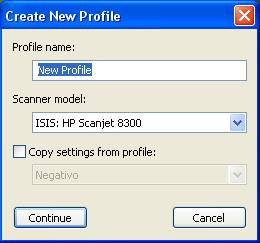 Create New Profile
Profile name:
New Profile
Scanner model:
ISIS: HP Scanjet 8300
Copy settings from profile:
Negativo
Continue
Cancel